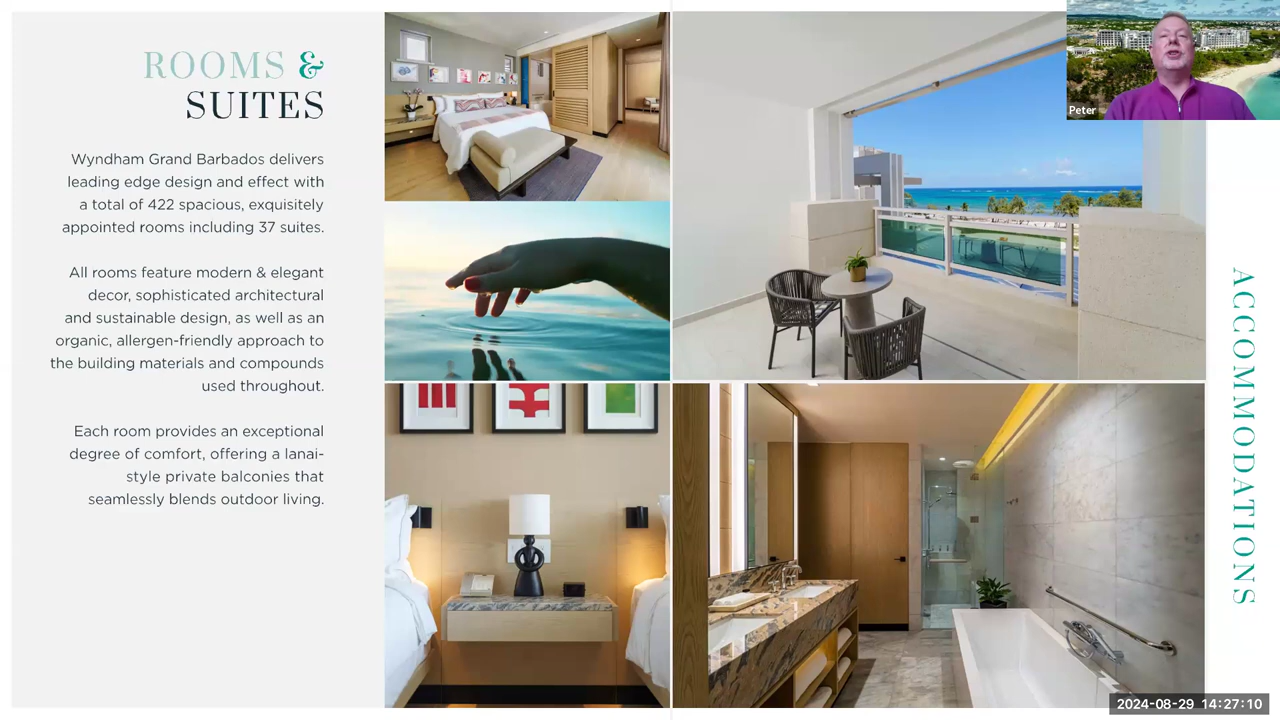 ROOMS &
SUITES
Wyndham Grand Barbados delivers
leading edge design and effect with
a total of 422 spacious, exquisitely
appointed rooms including 37 suites.
All rooms feature modern & elegant
decor, sophisticated architectural
and sustainable design, as well as an
organic, allergen-friendly approach to
the building materials and compounds
used throughout.
Each room provides an exceptional
degree of comfort, offering a lanai-
style private balconies that
seamlessly blends outdoor living.
Peter
ACCOMMODATIONS
2024-08-29 14:27:10